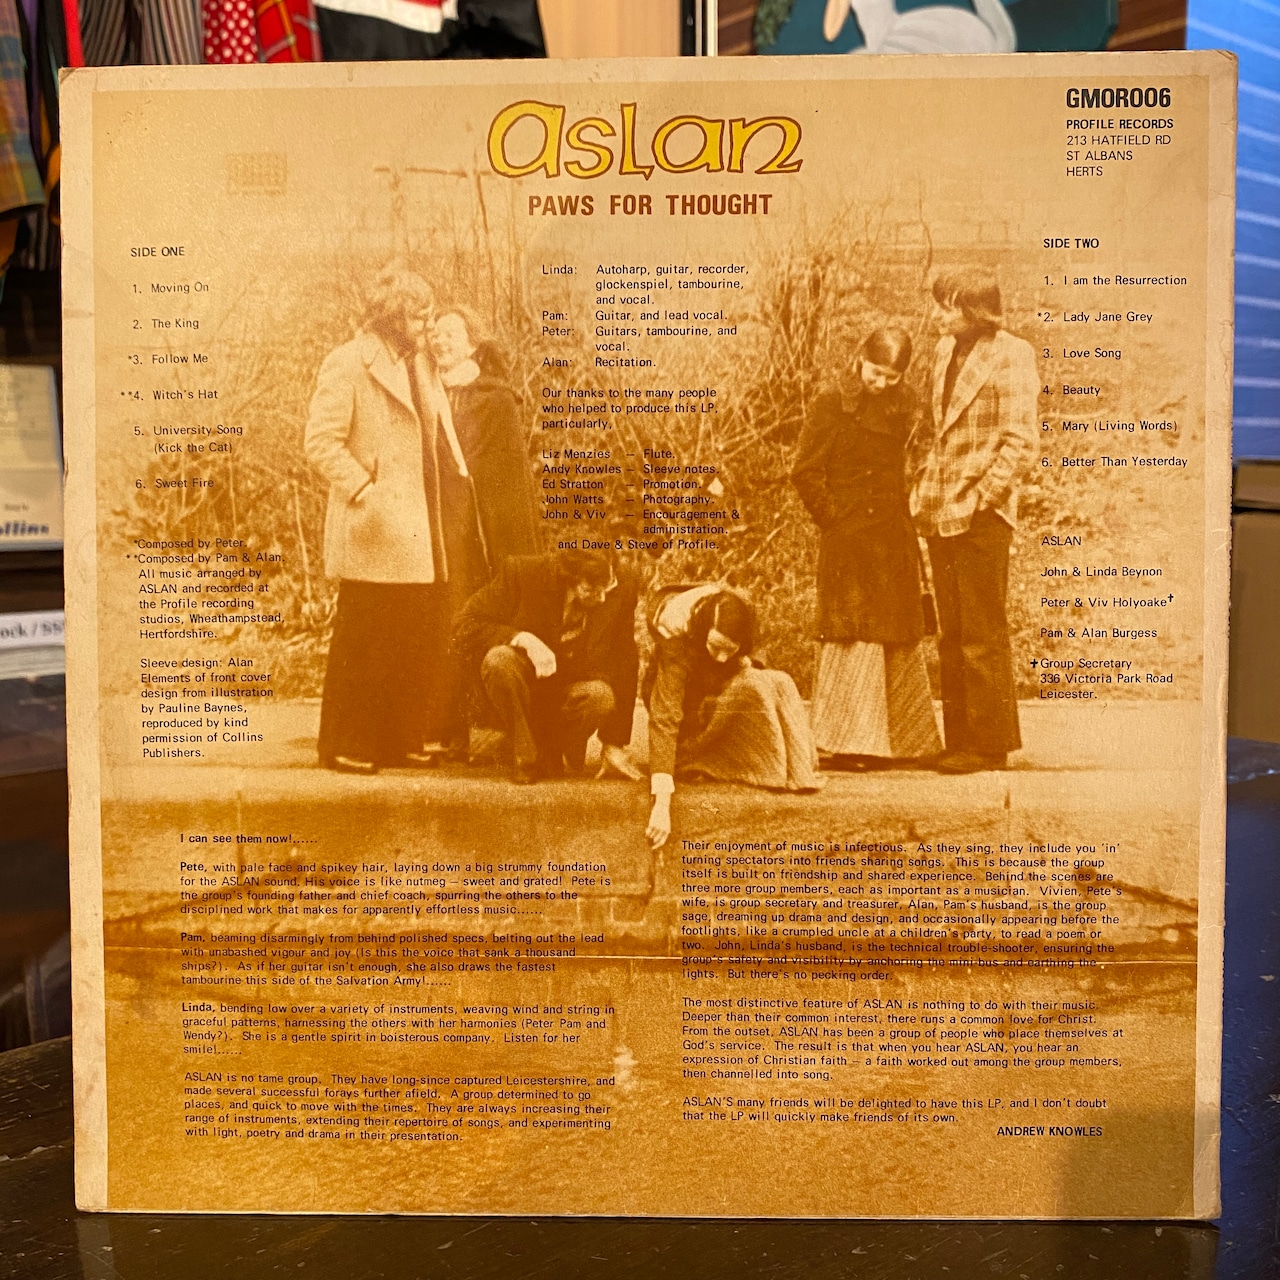 aslan
PAWS FOR THOUGHT
GMOR006
PROFILE RECORDS
213 HATFIELD RD
ST ALBANS
HERTS
SIDE ONE
1. Moving On
2. The King
*3. Follow Me
**4. Witch's Hat
5. University Song
(Kick the Cat)
6. Sweet Fire
*Composed by Peter.
**Composed by Pam & Alan.
All music arranged by
ASLAN and recorded at
the Profile recording
studios, Wheathampstead,
Hertfordshire.
Sleeve design: Alan
Elements of front cover
design from illustration
by Pauline Baynes,
reproduced by kind
permission of Collins
Publishers.
Linda: Autoharp, guitar, recorder,
glockenspiel, tambourine,
and vocal.
Pam: Guitar, and lead vocal.
Peter: Guitars, tambourine, and
vocal.
Alan: Recitation.
Our thanks to the many people
who helped to produce this LP,
particularly,
Liz Menzies — Flute.
Andy Knowles — Sleeve notes.
Ed Stratton — Promotion.
John Watts — Photography.
John & Viv — Encouragement &
administration.
and Dave & Steve of Profile.
SIDE TWO
1. I am the Resurrection
*2. Lady Jane Grey
3. Love Song
4. Beauty
5. Mary (Living Words)
6. Better Than Yesterday
ASLAN
John & Linda Beynon
Peter & Viv Holyoake✝
Pam & Alan Burgess
✝Group Secretary
336 Victoria Park Road
Leicester.
I can see them now!......
Pete, with pale face and spikey hair, laying down a big strummy foundation
for the ASLAN sound. His voice is like nutmeg — sweet and grated! Pete is
the group's founding father and chief coach, spurring the others to the
disciplined work that makes for apparently effortless music......
Pam, beaming disarmingly from behind polished specs, belting out the lead
with unabashed vigour and joy (Is this the voice that sank a thousand
ships?). As if her guitar isn't enough, she also draws the fastest
tambourine this side of the Salvation Army!......
Linda, bending low over a variety of instruments, weaving wind and string in
graceful patterns, harnessing the others with her harmonies (Peter Pam and
Wendy?). She is a gentle spirit in boisterous company. Listen for her
smile!......
ASLAN is no tame group. They have long-since captured Leicestershire, and
made several successful forays further afield. A group determined to go
places, and quick to move with the times. They are always increasing their
range of instruments, extending their repertoire of songs, and experimenting
with light, poetry and drama in their presentation.
Their enjoyment of music is infectious. As they sing, they include you 'in'
turning spectators into friends sharing songs. This is because the group
itself is built on friendship and shared experience. Behind the scenes are
three more group members, each as important as a musician. Vivien, Pete's
wife, is group secretary and treasurer, Alan, Pam's husband, is the group
sage, dreaming up drama and design, and occasionally appearing before the
footlights, like a crumpled uncle at a children's party, to read a poem or
two. John, Linda's husband, is the technical trouble-shooter, ensuring the
group's safety and visibility by anchoring the mini-bus and earthing the
lights. But there's no pecking order.
The most distinctive feature of ASLAN is nothing to do with their music.
Deeper than their common interest, there runs a common love for Christ.
From the outset, ASLAN has been a group of people who place themselves at
God's service. The result is that when you hear ASLAN, you hear an
expression of Christian faith — a faith worked out among the group members,
then channelled into song.
ASLAN'S many friends will be delighted to have this LP, and I don't doubt
that the LP will quickly make friends of its own.
ANDREW KNOWLES